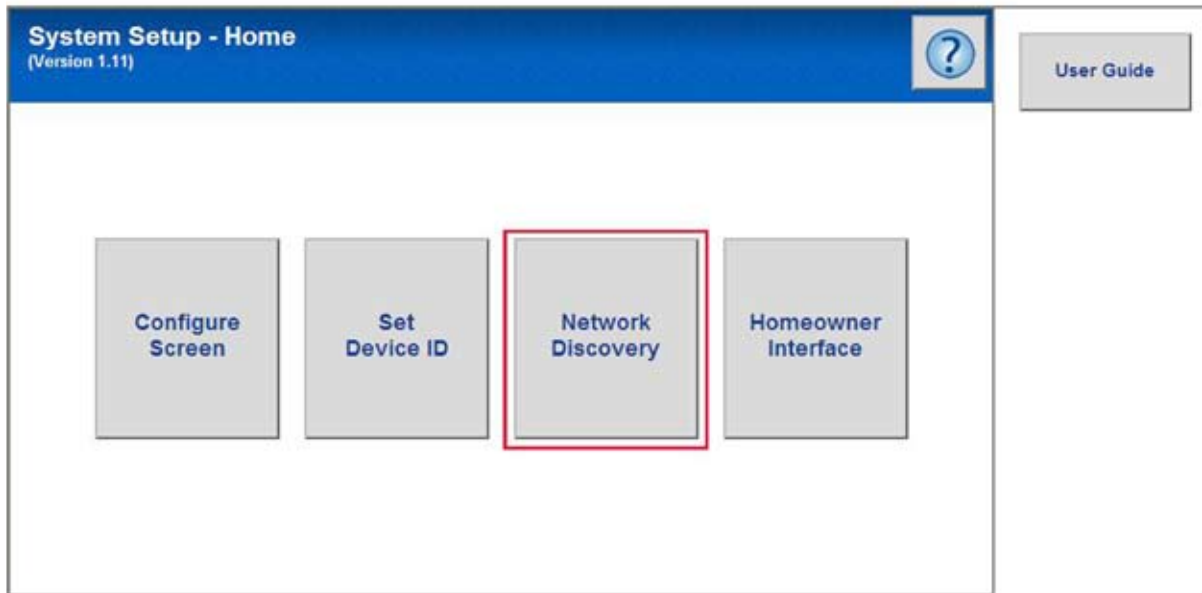 System Setup - Home
(Version 1.11)
?
User Guide
Configure
Screen
Set
Device ID
Network
Discovery
Homeowner
Interface